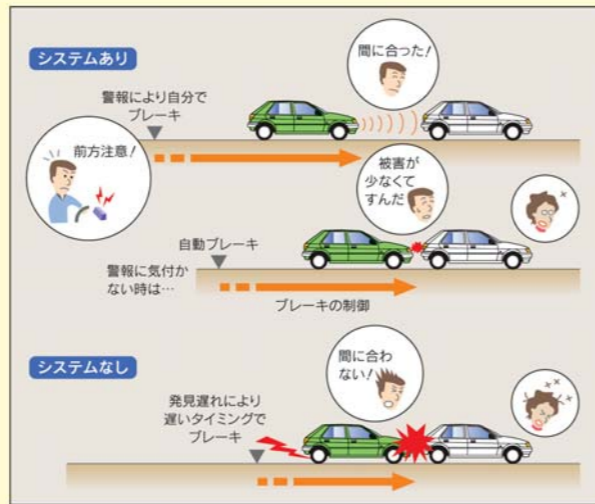 システムあり
間に合った!
警報により自分で
ブレーキ
前方注意!
被害が
少なくて
すんだ
自動ブレーキ
警報に気付か
ない時は…
ブレーキの制御
システムなし
間に合わ
ない!
発見遅れにより
遅いタイミングで
ブレーキ